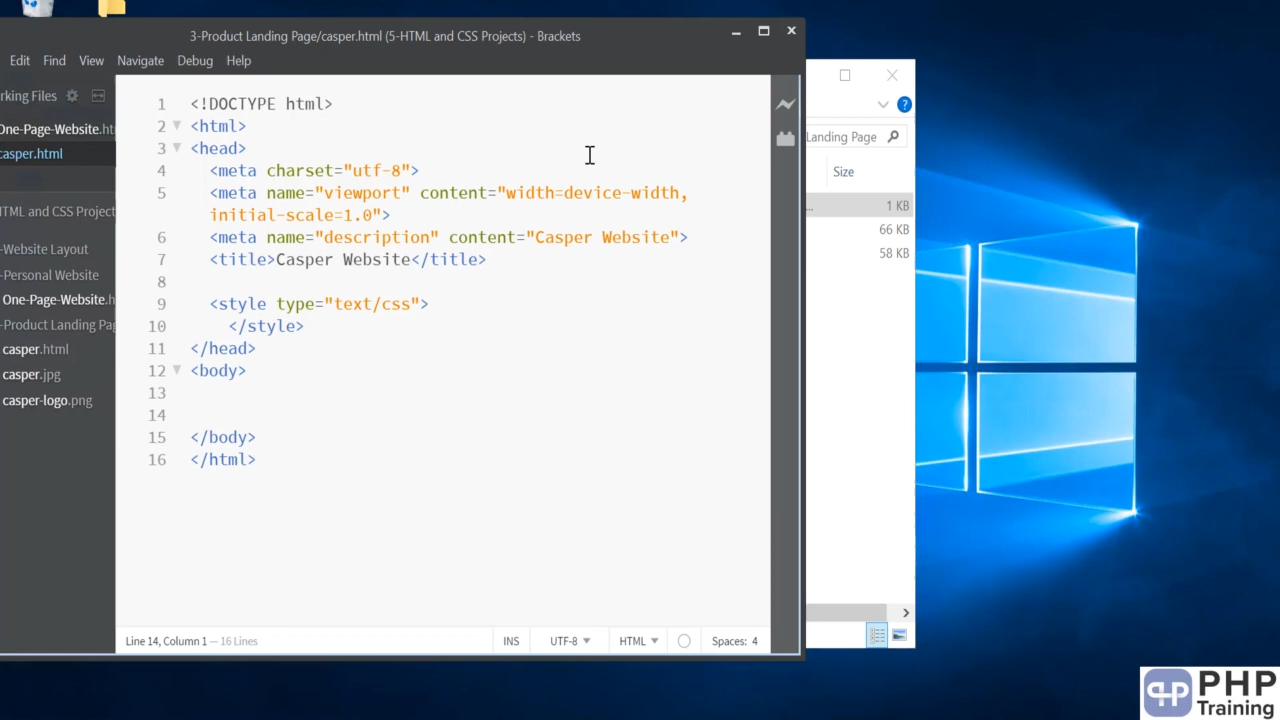 3-Product Landing Page/casper.html (5-HTML and CSS Projects) - Brackets
Edit Find View Navigate Debug Help
rking Files
One-Page-Website.ht
casper.html
TML and CSS Project
-Website Layout
-Personal Website
One-Page-Website.h
-Product Landing Pag
casper.html
casper.jpg
casper-logo.png
1 <!DOCTYPE html>
2 <html>
3 <head>
4 <meta charset="utf-8">
5 <meta name="viewport" content="width=device-width,
initial-scale=1.0">
6 <meta name="description" content="Casper Website">
7 <title>Casper Website</title>
8
9 <style type="text/css">
10 </style>
11 </head>
12 <body>
13
14
15 </body>
16 </html>
Line 14, Column 1 — 16 Lines
INS UTF-8 HTML Spaces: 4
?
Landing Page
Size
... 1 KB
66 KB
58 KB
php PHP
Training